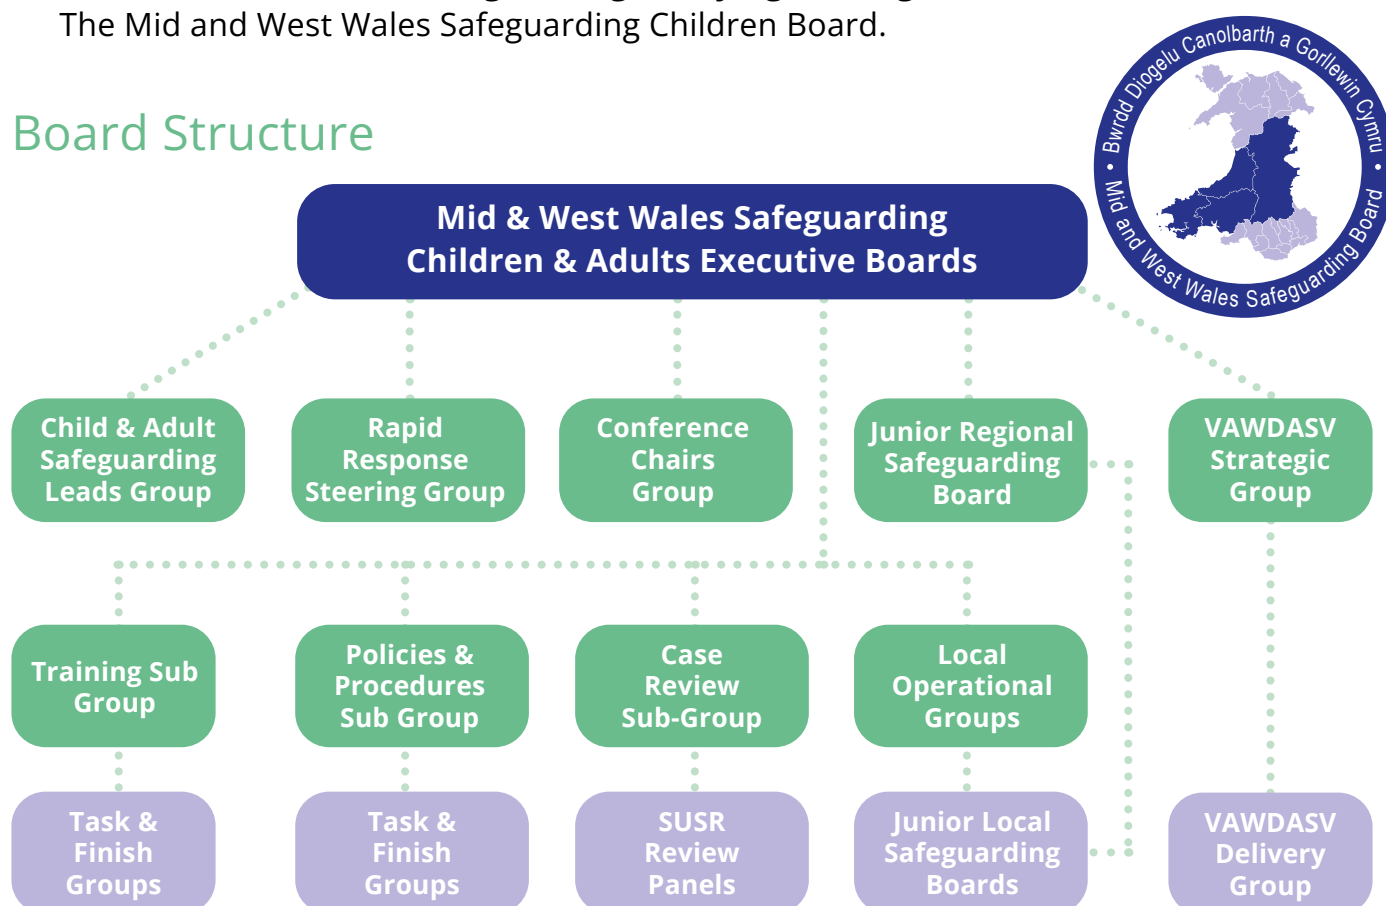 The Mid and West Wales Safeguarding Children Board.
Bwrdd Diogelu Canolbarth a Gorllewin Cymru
Mid and West Wales Safeguarding Board
Board Structure
Mid & West Wales Safeguarding
Children & Adults Executive Boards
Child & Adult
Safeguarding
Leads Group
Rapid
Response
Steering Group
Conference
Chairs
Group
Junior Regional
Safeguarding
Board
VAWDASV
Strategic
Group
Training Sub
Group
Policies &
Procedures
Sub Group
Case
Review
Sub-Group
Local
Operational
Groups
Task &
Finish
Groups
Task &
Finish
Groups
SUSR
Review
Panels
Junior Local
Safeguarding
Boards
VAWDASV
Delivery
Group